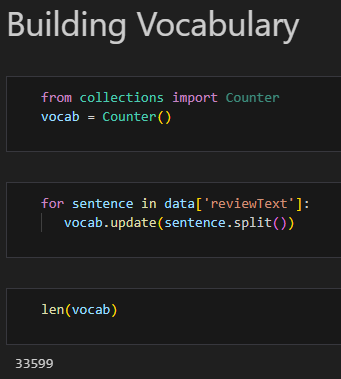 Building Vocabulary
from collections import Counter
vocab = Counter()
for sentence in data['reviewText']:
    vocab.update(sentence.split())
len(vocab)
33599